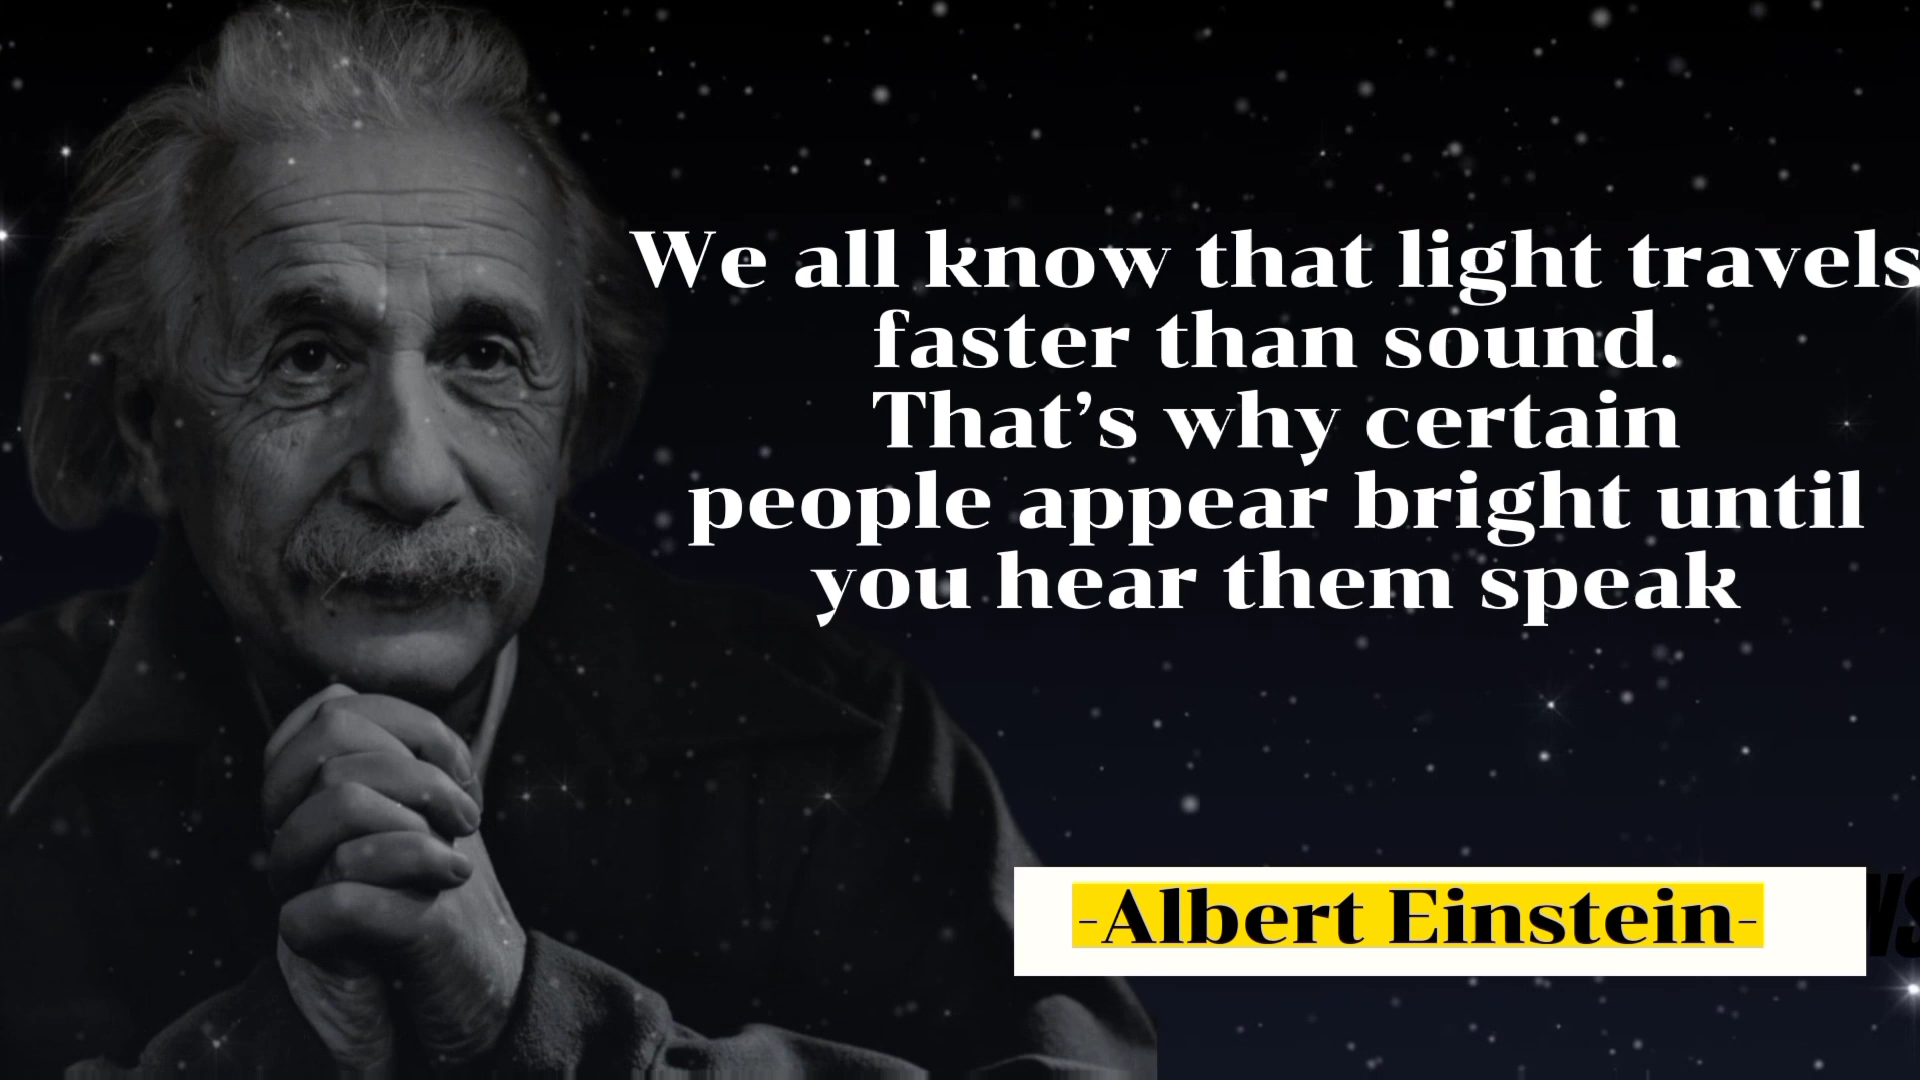 We all know that light travels
faster than sound.
That's why certain
people appear bright until
you hear them speak
-Albert Einstein-